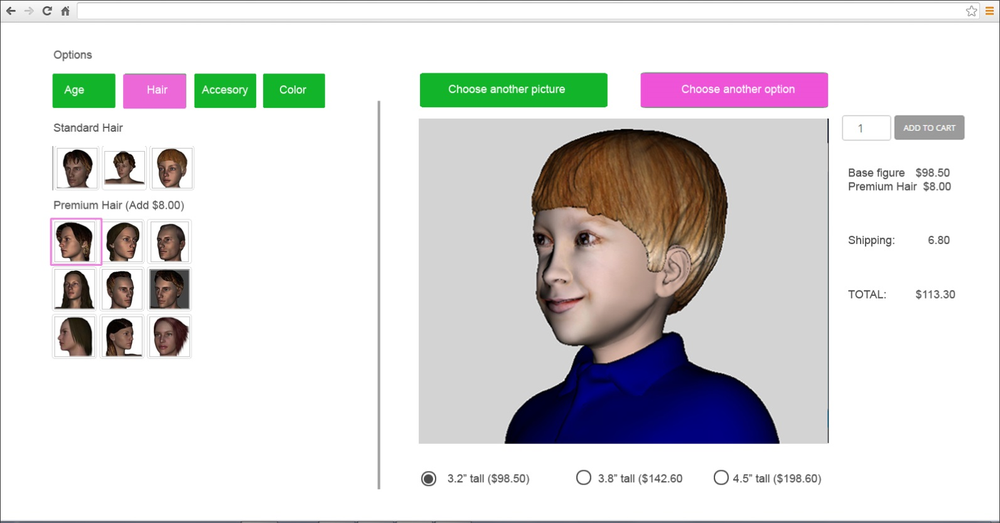 Options
Age Hair Accesory Color
Choose another picture Choose another option
Standard Hair
1 ADD TO CART
Base figure $98.50
Premium Hair $8.00
Premium Hair (Add $8.00)
Shipping: 6.80
TOTAL: $113.30
3.2” tall ($98.50) 3.8” tall ($142.60 4.5” tall ($198.60)